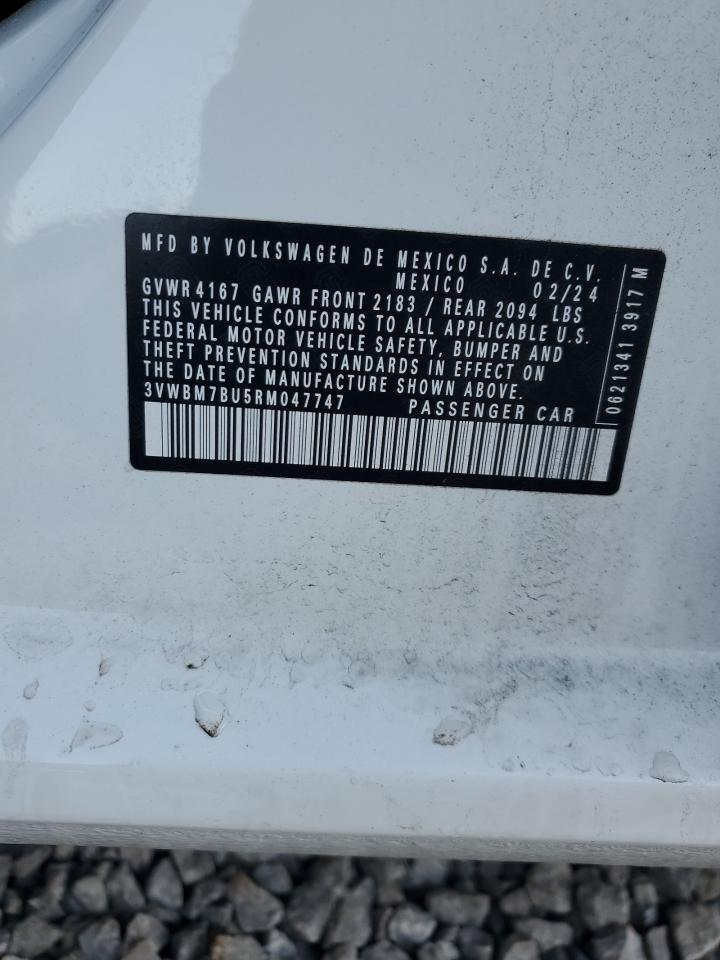 MFD BY VOLKSWAGEN DE MEXICO S.A. DE C.V.
MEXICO 02/24
GVWR 4167 GAWR FRONT 2183 / REAR 2094 LBS
THIS VEHICLE CONFORMS TO ALL APPLICABLE U.S.
FEDERAL MOTOR VEHICLE SAFETY, BUMPER AND
THEFT PREVENTION STANDARDS IN EFFECT ON
THE DATE OF MANUFACTURE SHOWN ABOVE.
3VWBM7BU5RM047747 PASSENGER CAR
0621341 3917 M